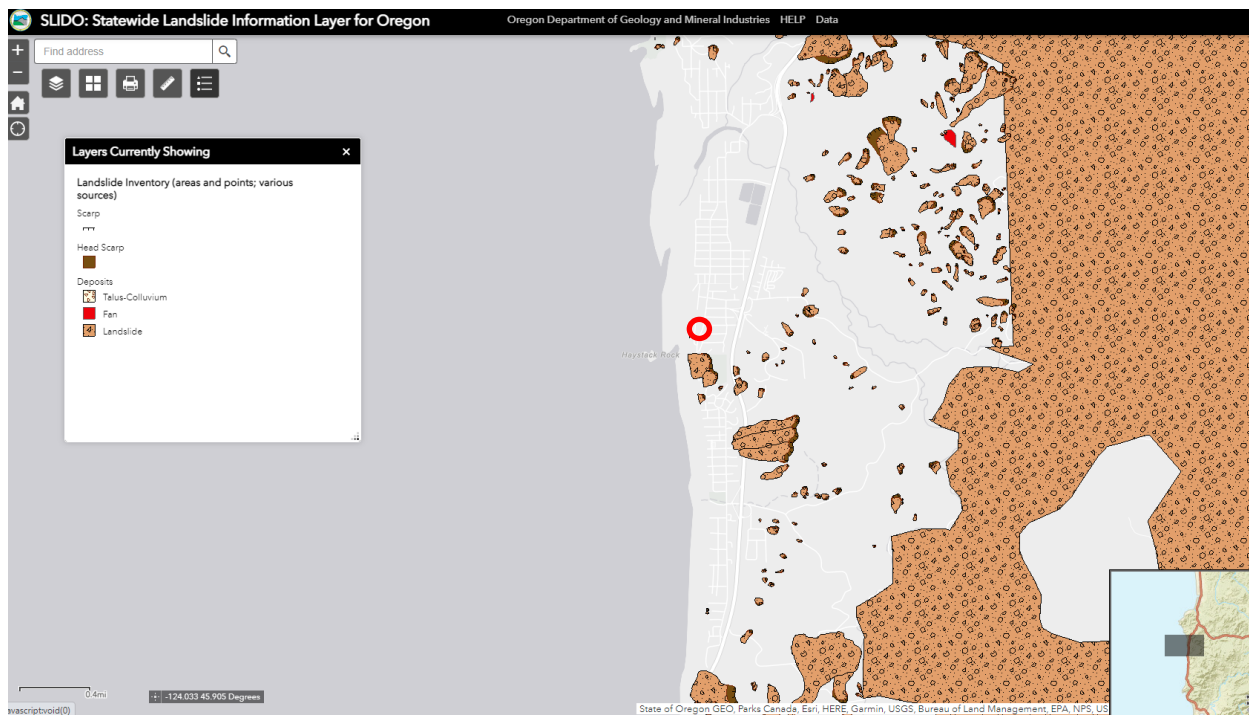 SLIDO: Statewide Landslide Information Layer for Oregon
Oregon Department of Geology and Mineral Industries HELP Data
+
Find address
−
Layers Currently Showing ×
Landslide Inventory (areas and points; various
sources)
Scarp
Head Scarp
Deposits
Talus-Colluvium
Fan
Landslide
Haystack Rock
0.4mi
-124.033 45.905 Degrees
avascript:void(0)
State of Oregon GEO, Parks Canada, Esri, HERE, Garmin, USGS, Bureau of Land Management, EPA, NPS, US